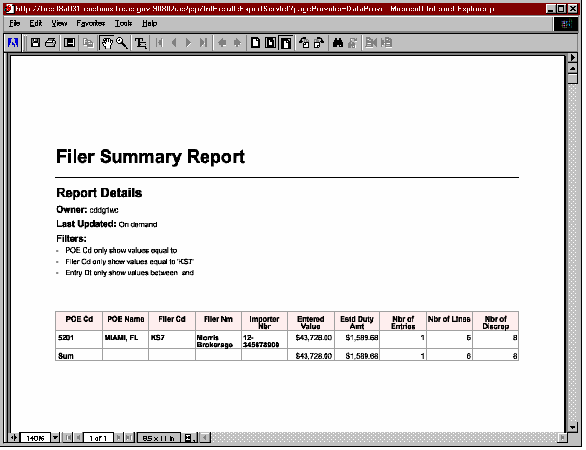 Microsoft Internet Explorer p
File Edit View Favorites Tools Help
Filer Summary Report
Report Details
Owner: cddg1wc
Last Updated: On demand
Filters:
- POE Cd only show values equal to
- Filer Cd only show values equal to 'KS7'
- Entry Dt only show values between and
POE Cd POE Name Filer Cd Filer Nm Importer Nbr Entered Value Estd Duty Amt Nbr of Entries Nbr of Lines Nbr of Discrep
5201 MIAMI, FL KS7 Morris Brokerage 12-345678900 $43,728.00 $1,589.68 1 6 8
Sum $43,728.00 $1,589.68 1 6 8
140% 1 of 1 8.5 x 11 in